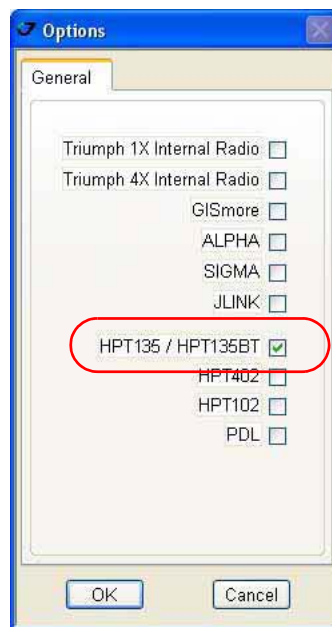 Options
General
Triumph 1X Internal Radio
Triumph 4X Internal Radio
GISmore
ALPHA
SIGMA
JLINK
HPT135 / HPT135BT
HPT402
HPT102
PDL
OK
Cancel